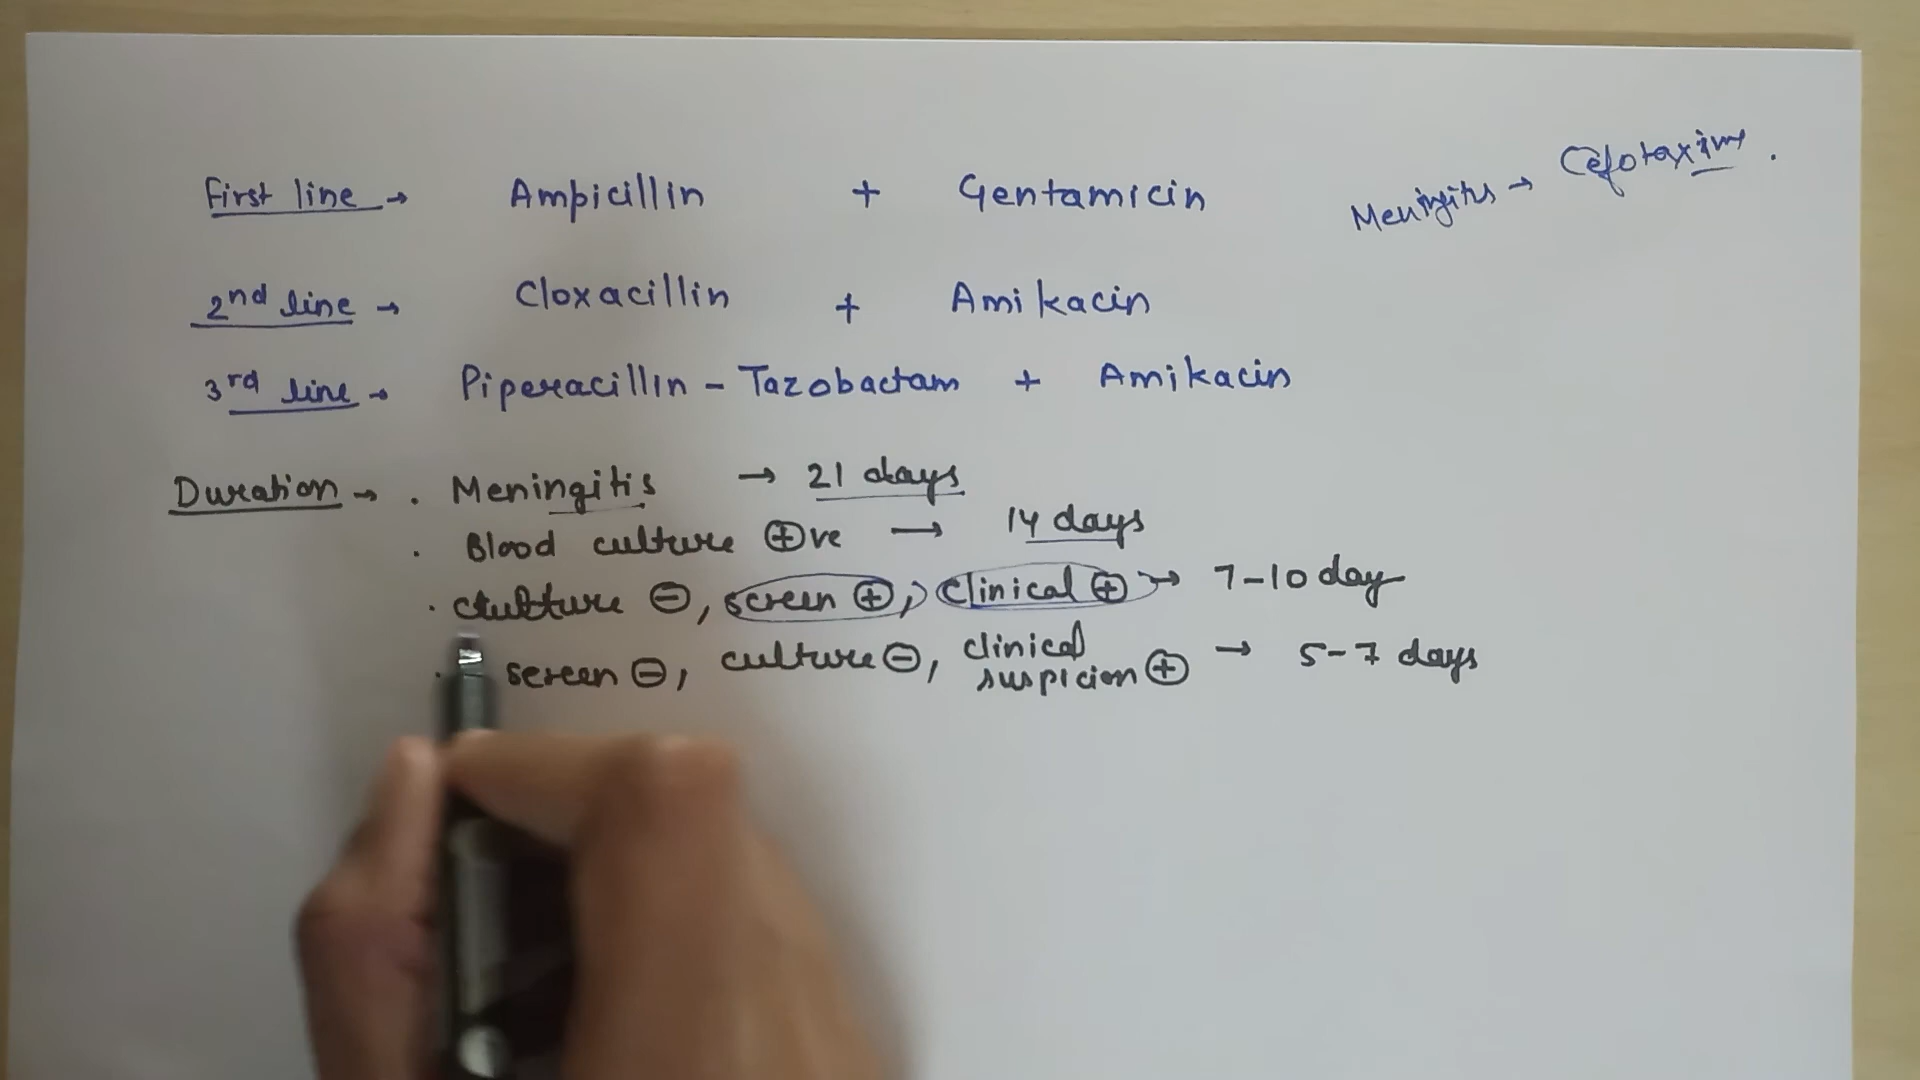 First line → Ampicillin + Gentamicin
Meningitis → Cefotaxime.
2nd line → Cloxacillin + Amikacin
3rd line → Piperacillin - Tazobactam + Amikacin
Duration → . Meningitis → 21 days
. Blood culture ⊕ve → 14 days
. culture ⊖, screen ⊕, clinical ⊕ → 7-10 day
. screen ⊖, culture ⊖, clinical suspicion ⊕ → 5-7 days